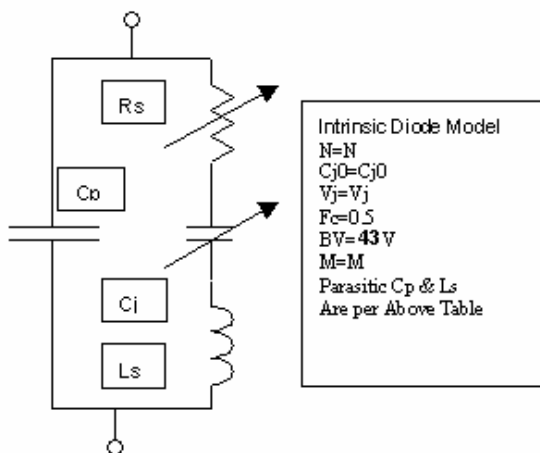 Rs
Cp
Cj
Ls
Intrinsic Diode Model
N=N
Cj0=Cj0
Vj=Vj
Fc=0.5
BV=43V
M=M
Parasitic Cp & Ls
Are per Above Table